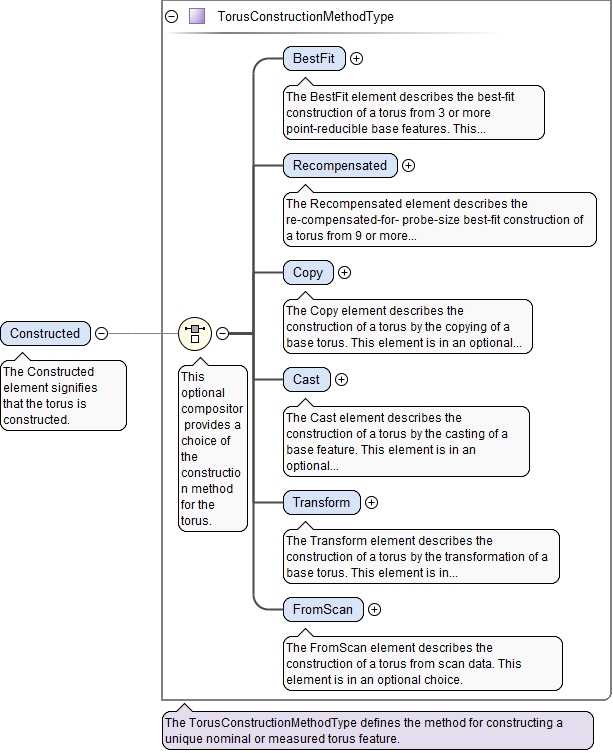 TorusConstructionMethodType
BestFit
The BestFit element describes the best-fit
construction of a torus from 3 or more
point-reducible base features. This...
Recompensated
The Recompensated element describes the
re-compensated-for- probe-size best-fit construction of
a torus from 9 or more...
Copy
The Copy element describes the
construction of a torus by the copying of a
base torus. This element is in an optional...
Constructed
The Constructed
element signifies
that the torus is
constructed.
This
optional
compositor
provides a
choice of
the
constructio
n method
for the
torus.
Cast
The Cast element describes the
construction of a torus by the casting of a
base feature. This element is in an
optional...
Transform
The Transform element describes the
construction of a torus by the transformation of a
base torus. This element is in...
FromScan
The FromScan element describes the
construction of a torus from scan data. This
element is in an optional choice.
The TorusConstructionMethodType defines the method for constructing a
unique nominal or measured torus feature.